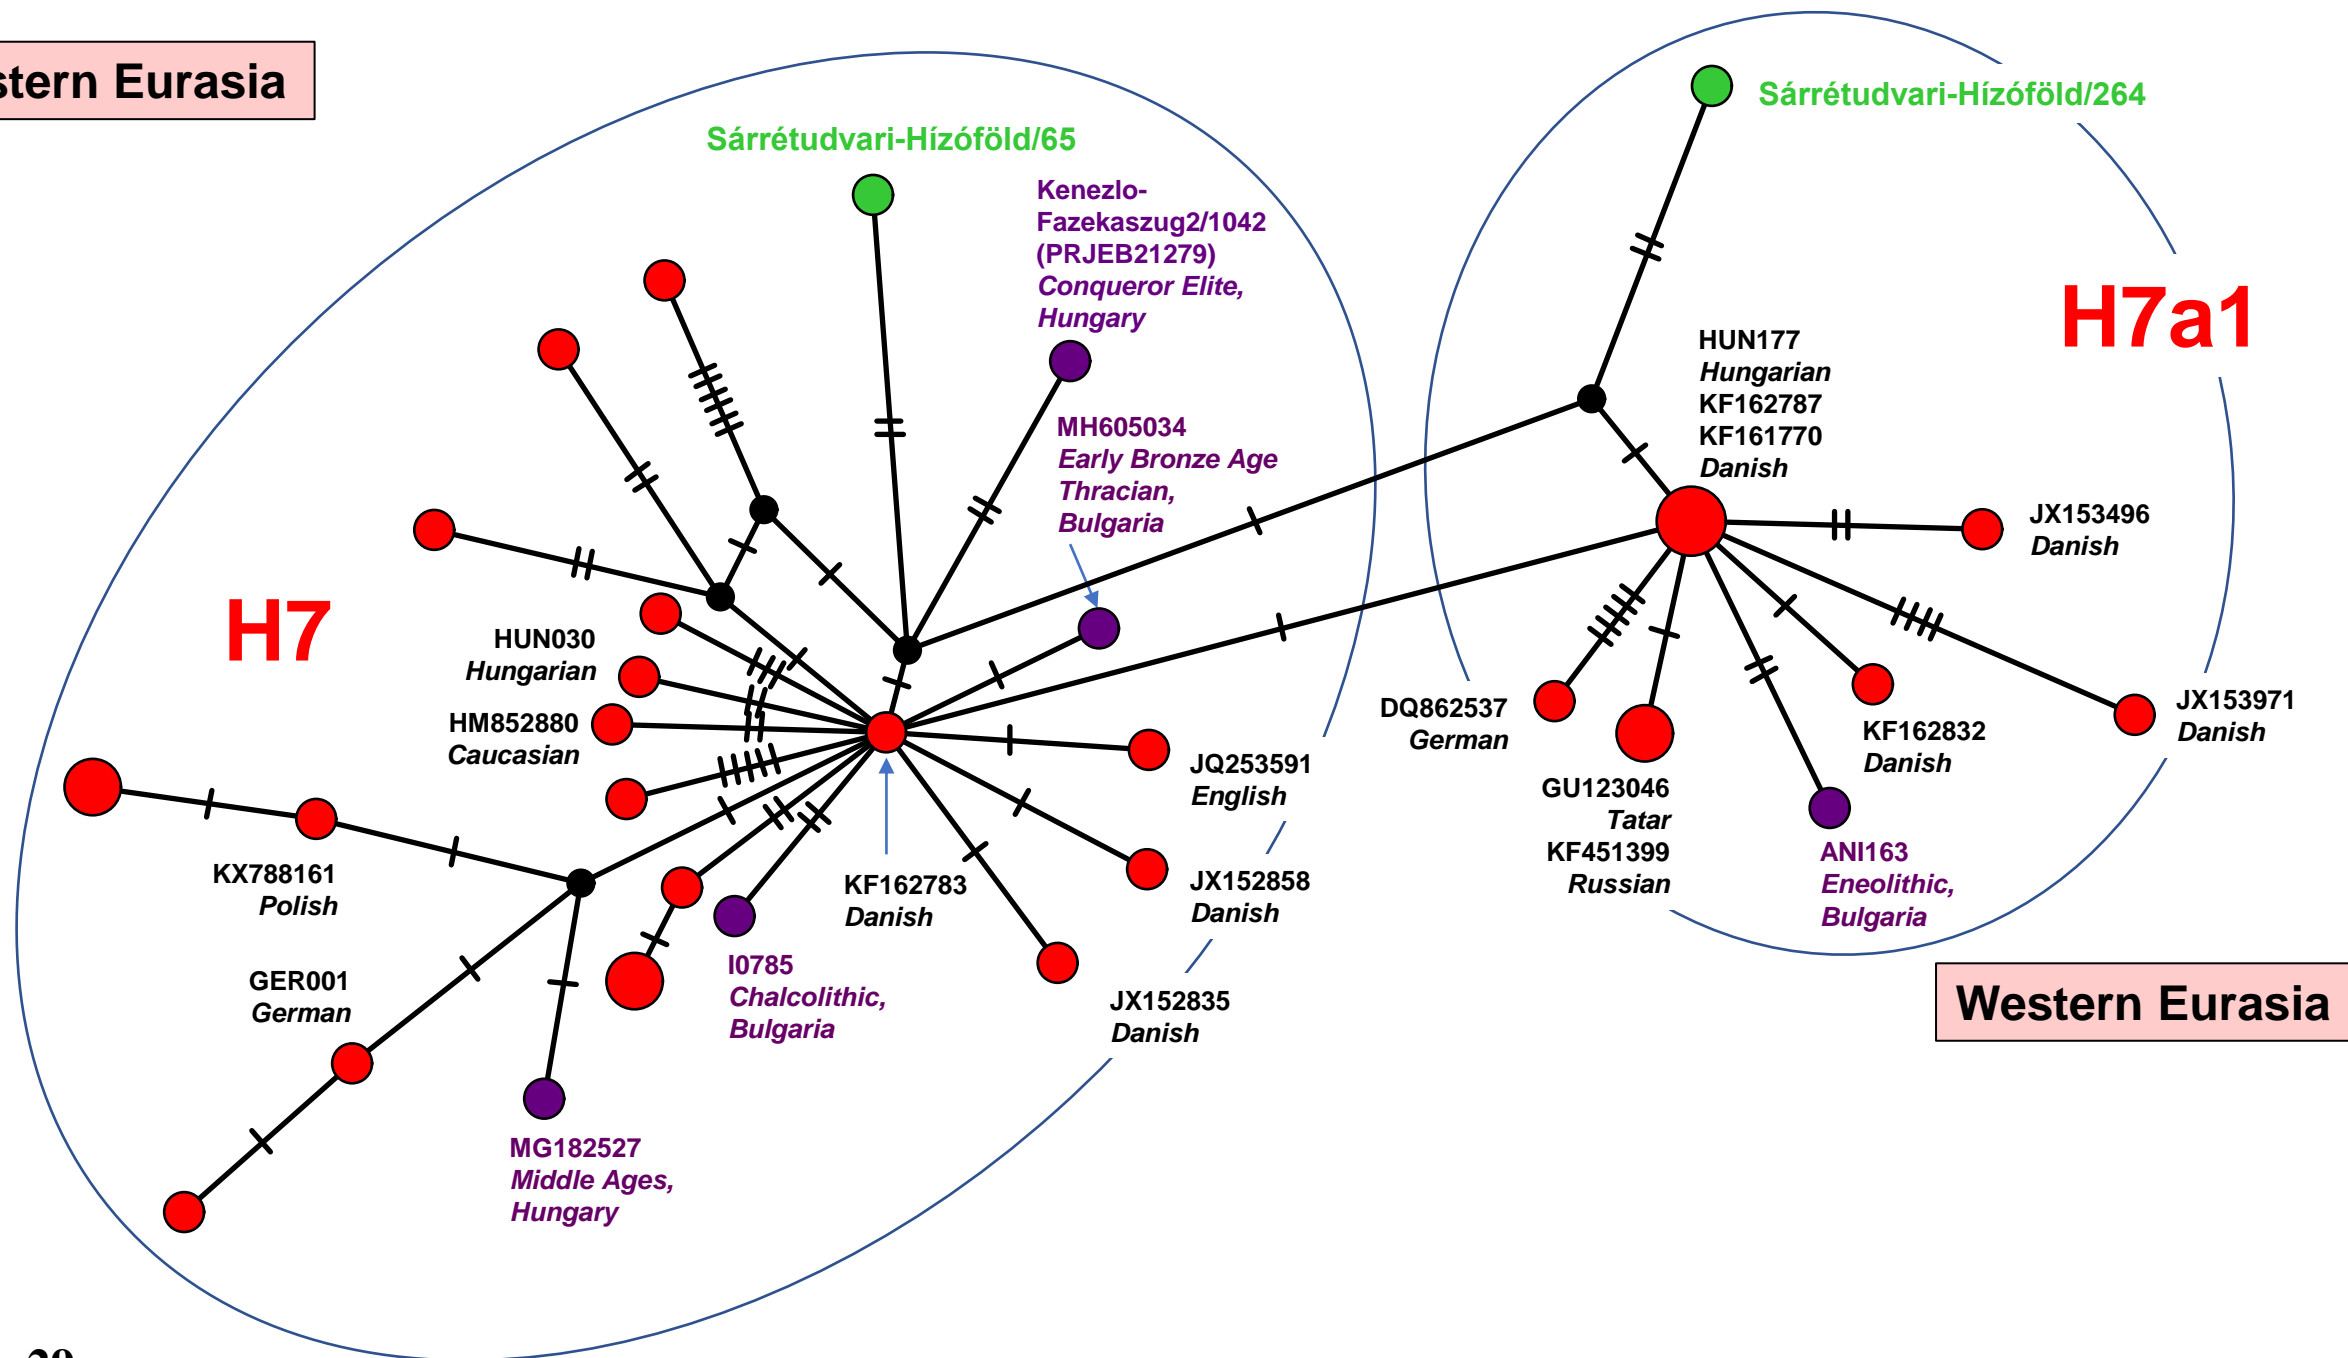 stern Eurasia
Sárrétudvari-Hízóföld/65
Kenezlo-
Fazekaszug2/1042
(PRJEB21279)
Conqueror Elite,
Hungary
MH605034
Early Bronze Age
Thracian,
Bulgaria
H7
HUN030
Hungarian
HM852880
Caucasian
KX788161
Polish
GER001
German
MG182527
Middle Ages,
Hungary
I0785
Chalcolithic,
Bulgaria
KF162783
Danish
JQ253591
English
JX152858
Danish
JX152835
Danish
Sárrétudvari-Hízóföld/264
H7a1
HUN177
Hungarian
KF162787
KF161770
Danish
JX153496
Danish
DQ862537
German
GU123046
Tatar
KF451399
Russian
KF162832
Danish
JX153971
Danish
ANI163
Eneolithic,
Bulgaria
Western Eurasia